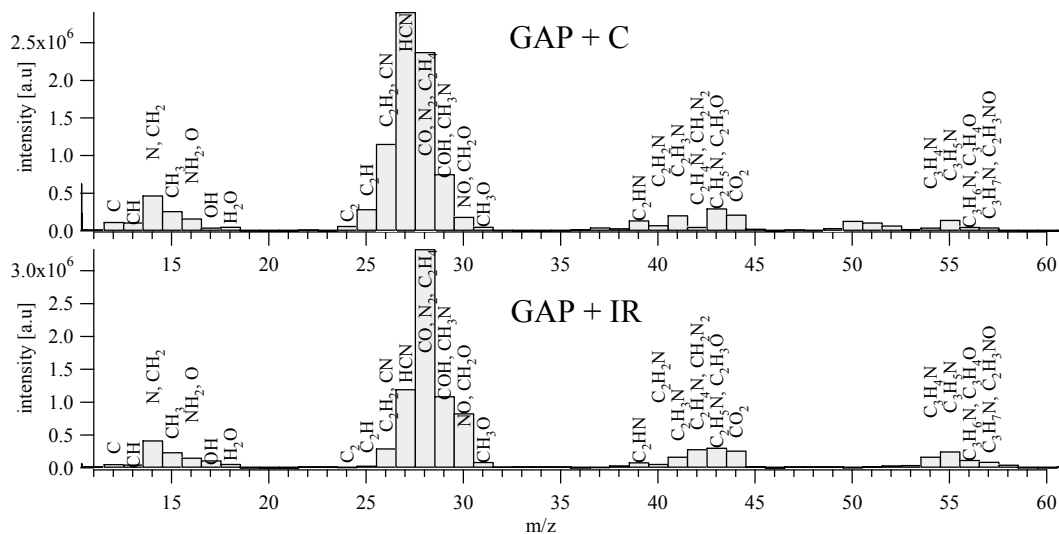 GAP + C
intensity [a.u]
2.5x10⁶
2.0
1.5
1.0
0.5
0.0
C
CH
N, CH₂
CH₃
NH₂, O
OH
H₂O
C₂
C₂H
C₂H₂, CN
HCN
CO, N₂, C₂H₄
COH, CH₃N
NO, CH₂O
CH₃O
C₂HN
C₂H₂N
C₂H₃N
C₂H₄N, CH₂N₂
C₂H₅N, C₂H₃O
CO₂
C₃H₄N
C₃H₅N
C₃H₆N, C₃H₄O
C₃H₇N, C₂H₃NO
15 20 25 30 35 40 45 50 55 60
GAP + IR
intensity [a.u]
3.0x10⁶
2.5
2.0
1.5
1.0
0.5
0.0
C
CH
N, CH₂
CH₃
NH₂, O
OH
H₂O
C₂
C₂H
C₂H₂, CN
HCN
CO, N₂, C₂H₄
COH, CH₃N
NO, CH₂O
CH₃O
C₂HN
C₂H₂N
C₂H₃N
C₂H₄N, CH₂N₂
C₂H₅N, C₂H₃O
CO₂
C₃H₄N
C₃H₅N
C₃H₆N, C₃H₄O
C₃H₇N, C₂H₃NO
15 20 25 30 35 40 45 50 55 60
m/z